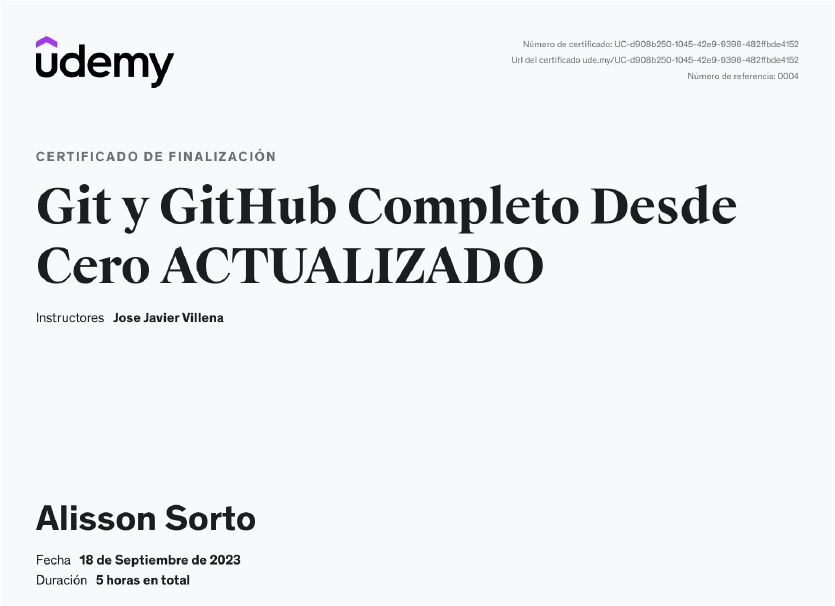 udemy
Número de certificado: UC-d908b250-1045-42e9-9398-482ffbde4152
Url del certificado ude.my/UC-d908b250-1045-42e9-9398-482ffbde4152
Número de referencia: 0004
CERTIFICADO DE FINALIZACIÓN
Git y GitHub Completo Desde
Cero ACTUALIZADO
Instructores Jose Javier Villena
Alisson Sorto
Fecha 18 de Septiembre de 2023
Duración 5 horas en total